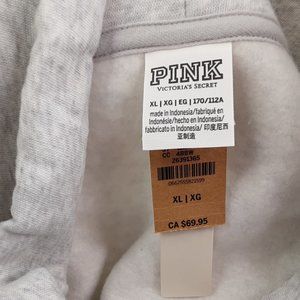 PINK
VICTORIA'S SECRET
XL | XG | EG | 170/112A
made in Indonesia/fabriqué en
Indonésie/hecho en Indonesia/
fabbricato in Indonesia/ 印度尼西
亚制造
26391365
XL | XG
CA $69.95